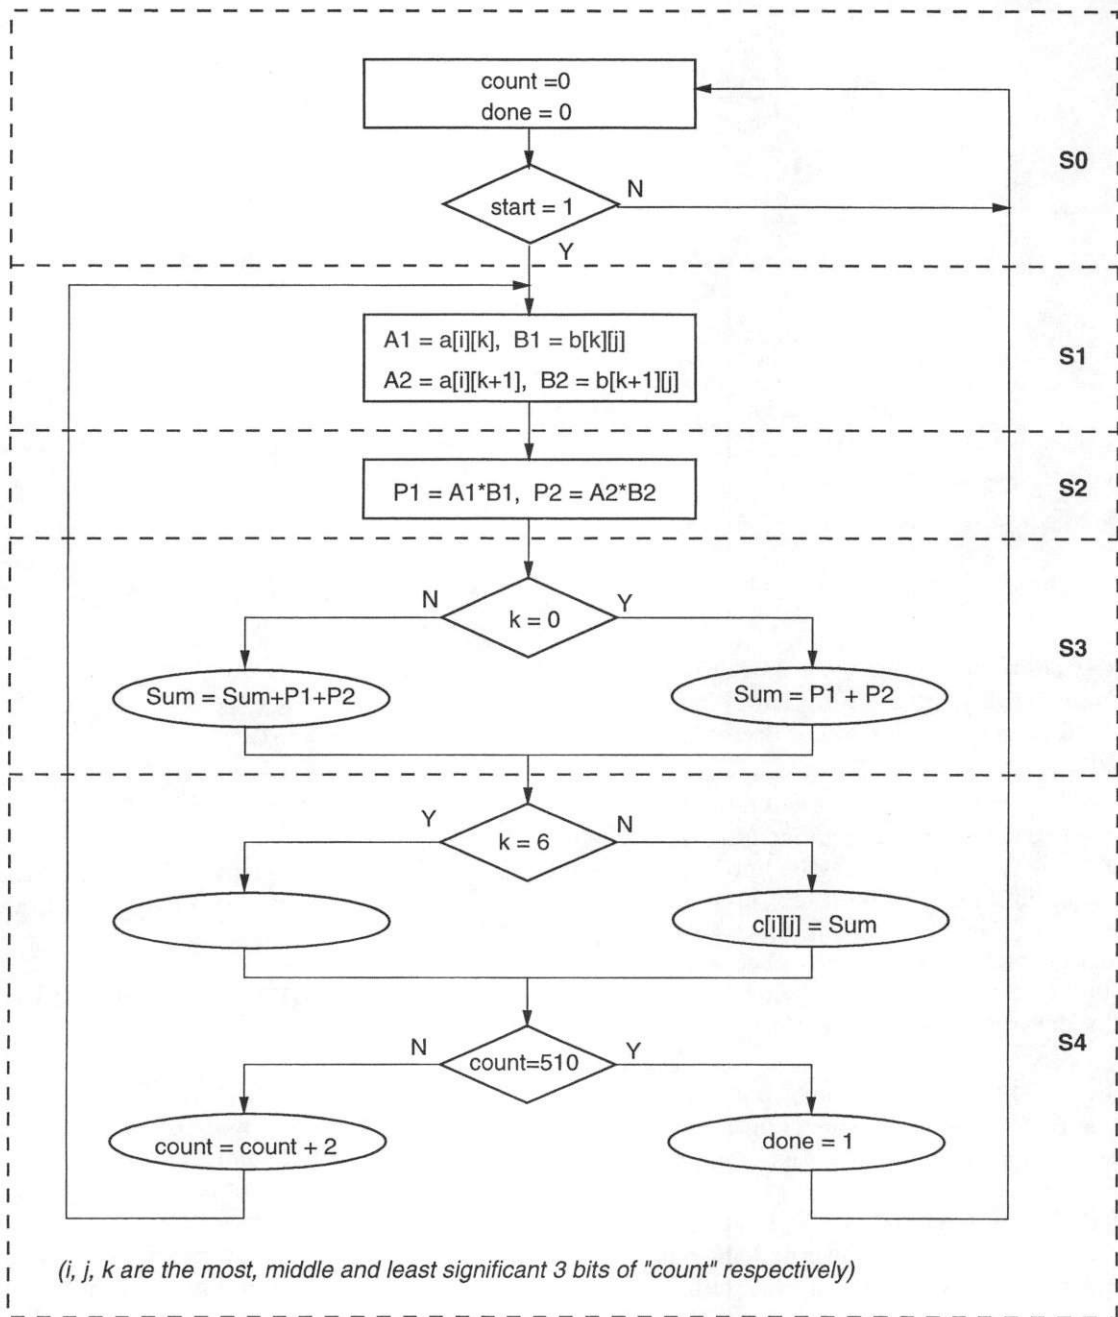 count =0
done = 0
S0
N
start = 1
Y
A1 = a[i][k], B1 = b[k][j]
A2 = a[i][k+1], B2 = b[k+1][j]
S1
P1 = A1*B1, P2 = A2*B2
S2
N
Y
k = 0
S3
Sum = Sum+P1+P2
Sum = P1 + P2
Y
N
k = 6
c[i][j] = Sum
N
Y
count=510
S4
count = count + 2
done = 1
(i, j, k are the most, middle and least significant 3 bits of "count" respectively)